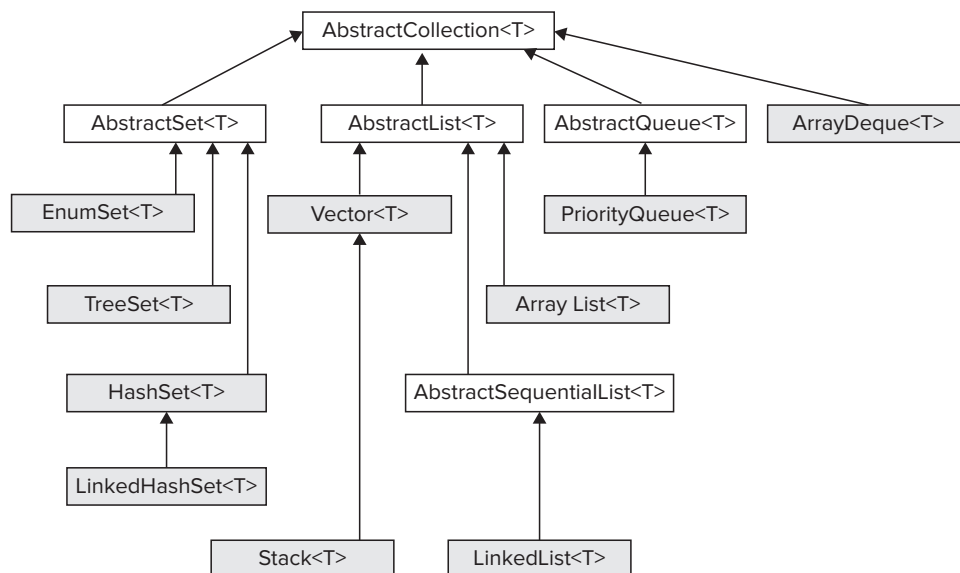 AbstractCollection<T>
AbstractSet<T>
AbstractList<T>
AbstractQueue<T>
ArrayDeque<T>
EnumSet<T>
Vector<T>
PriorityQueue<T>
TreeSet<T>
Array List<T>
HashSet<T>
AbstractSequentialList<T>
LinkedHashSet<T>
Stack<T>
LinkedList<T>